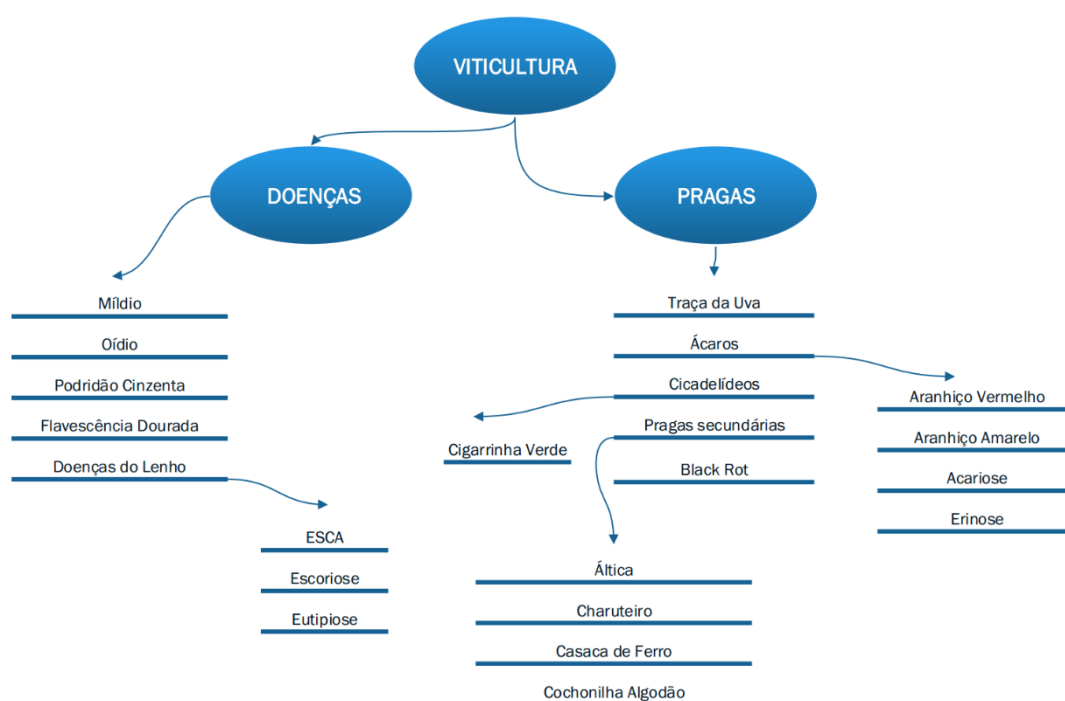 VITICULTURA
DOENÇAS
PRAGAS
Míldio
Oídio
Podridão Cinzenta
Flavescência Dourada
Doenças do Lenho
ESCA
Escoriose
Eutipiose
Traça da Uva
Ácaros
Cicadelídeos
Pragas secundárias
Black Rot
Cigarrinha Verde
Áltica
Charuteiro
Casaca de Ferro
Cochonilha Algodão
Aranhiço Vermelho
Aranhiço Amarelo
Acariose
Erinose